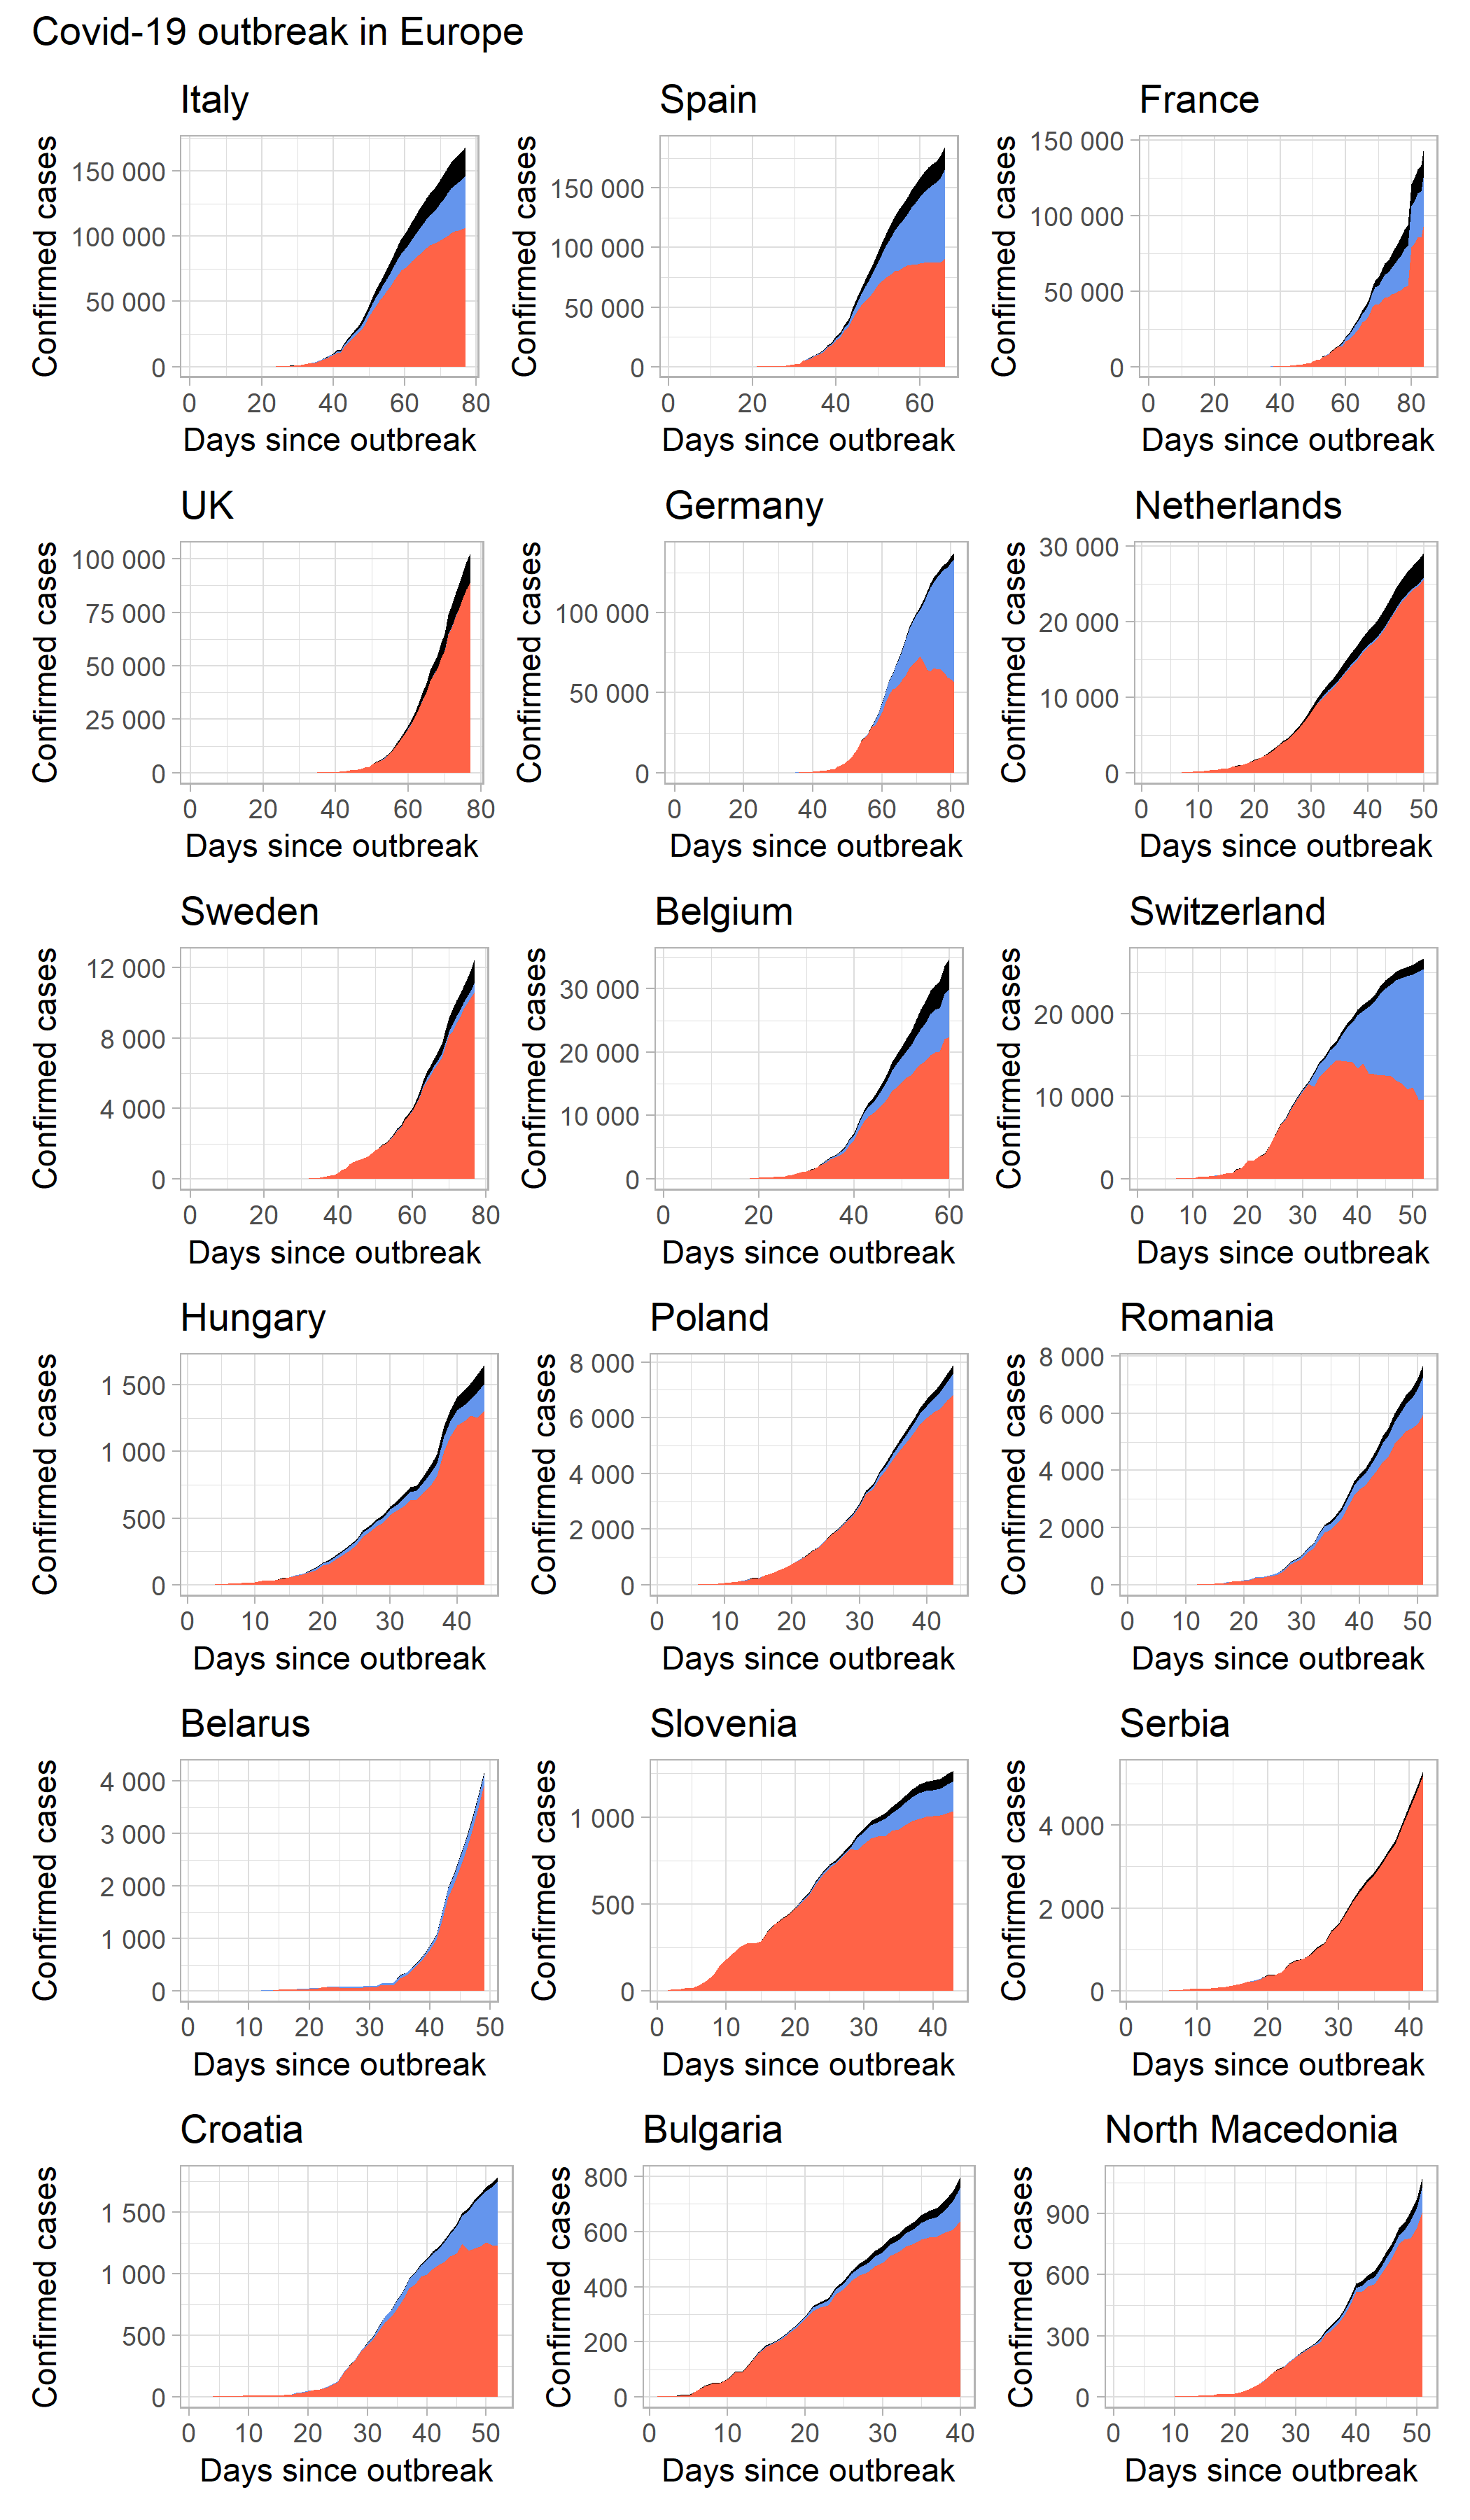 Covid-19 outbreak in Europe
Italy
Confirmed cases
150 000
100 000
50 000
0
0 20 40 60 80
Days since outbreak
Spain
Confirmed cases
150 000
100 000
50 000
0
0 20 40 60
Days since outbreak
France
Confirmed cases
150 000
100 000
50 000
0
0 20 40 60 80
Days since outbreak
UK
Confirmed cases
100 000
75 000
50 000
25 000
0
0 20 40 60 80
Days since outbreak
Germany
Confirmed cases
100 000
50 000
0
0 20 40 60 80
Days since outbreak
Netherlands
Confirmed cases
30 000
20 000
10 000
0
0 10 20 30 40 50
Days since outbreak
Sweden
Confirmed cases
12 000
8 000
4 000
0
0 20 40 60 80
Days since outbreak
Belgium
Confirmed cases
30 000
20 000
10 000
0
0 20 40 60
Days since outbreak
Switzerland
Confirmed cases
20 000
10 000
0
0 10 20 30 40 50
Days since outbreak
Hungary
Confirmed cases
1 500
1 000
500
0
0 10 20 30 40
Days since outbreak
Poland
Confirmed cases
8 000
6 000
4 000
2 000
0
0 10 20 30 40
Days since outbreak
Romania
Confirmed cases
8 000
6 000
4 000
2 000
0
0 10 20 30 40 50
Days since outbreak
Belarus
Confirmed cases
4 000
3 000
2 000
1 000
0
0 10 20 30 40 50
Days since outbreak
Slovenia
Confirmed cases
1 000
500
0
0 10 20 30 40
Days since outbreak
Serbia
Confirmed cases
4 000
2 000
0
0 10 20 30 40
Days since outbreak
Croatia
Confirmed cases
1 500
1 000
500
0
0 10 20 30 40 50
Days since outbreak
Bulgaria
Confirmed cases
800
600
400
200
0
0 10 20 30 40
Days since outbreak
North Macedonia
Confirmed cases
900
600
300
0
0 10 20 30 40 50
Days since outbreak